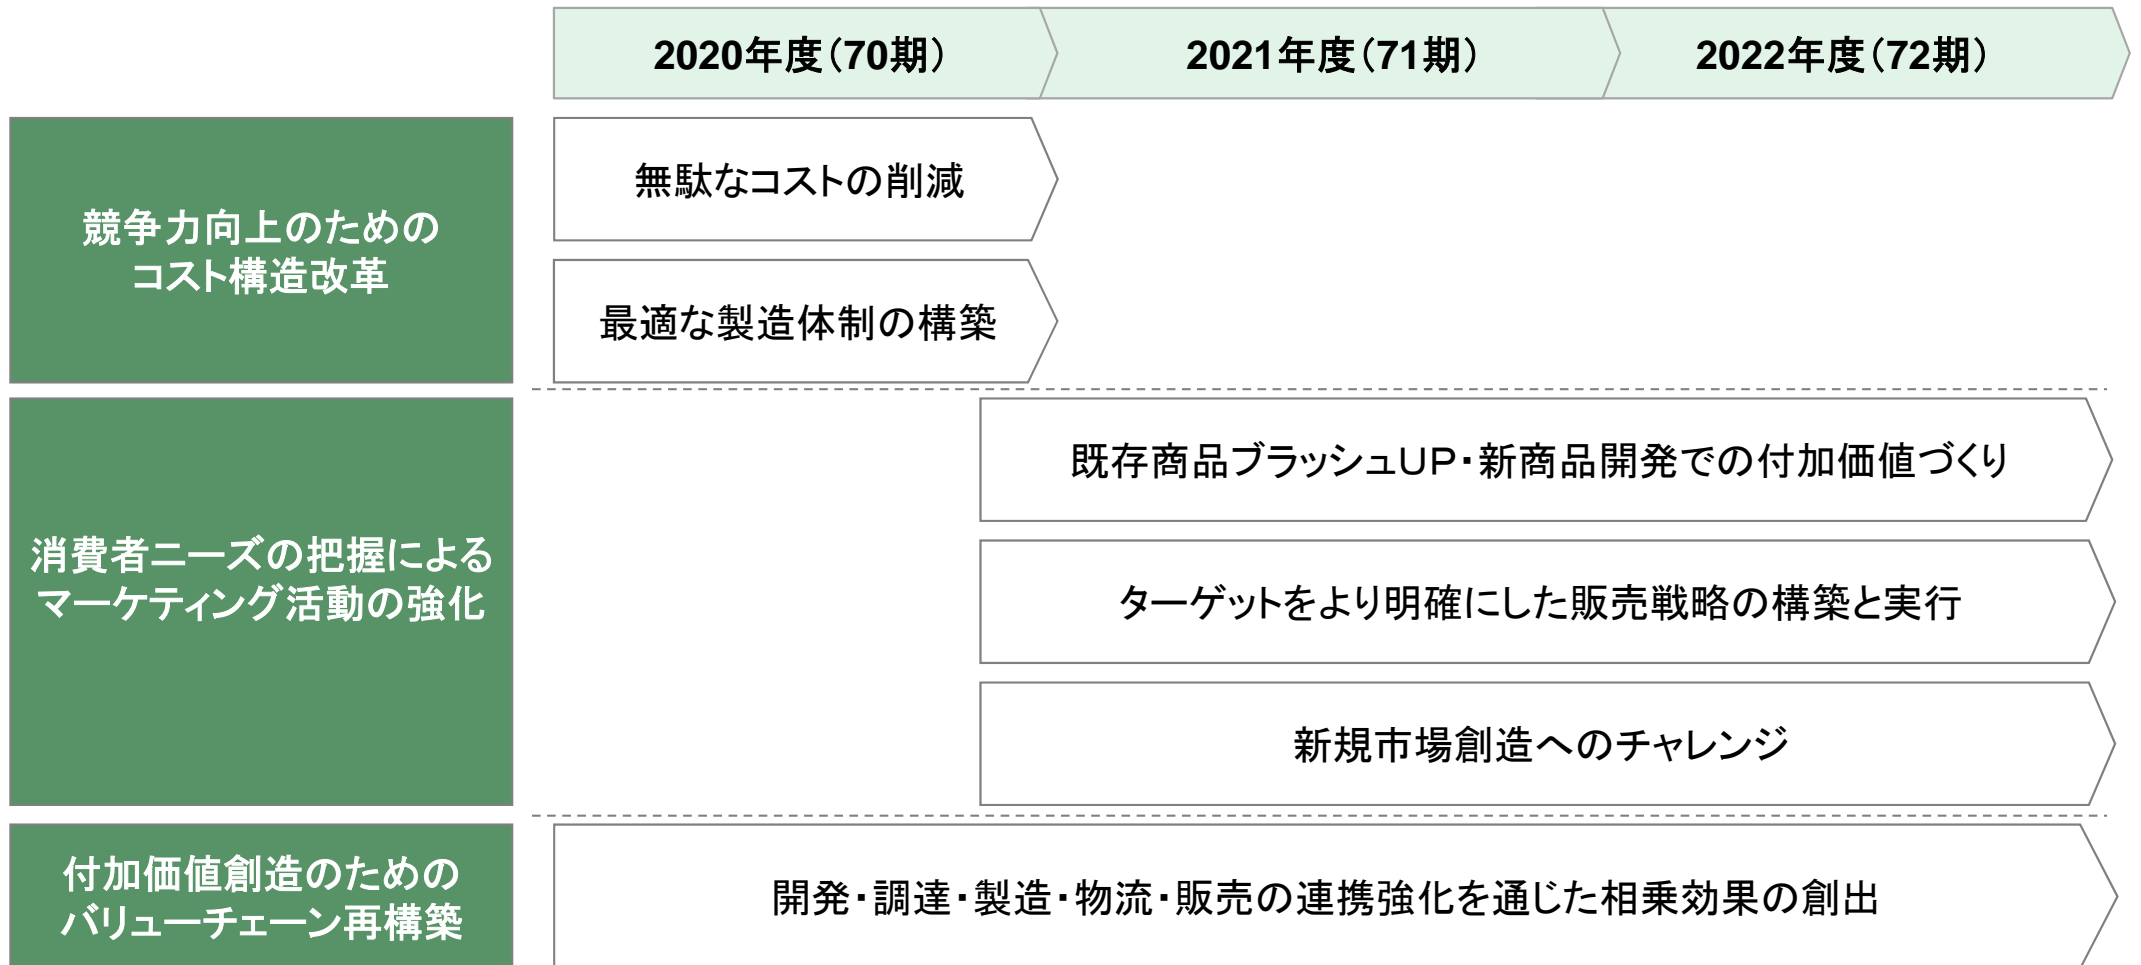 2020年度(70期)
2021年度(71期)
2022年度(72期)
競争力向上のための
コスト構造改革
無駄なコストの削減
最適な製造体制の構築
消費者ニーズの把握による
マーケティング活動の強化
既存商品ブラッシュUP・新商品開発での付加価値づくり
ターゲットをより明確にした販売戦略の構築と実行
新規市場創造へのチャレンジ
付加価値創造のための
バリューチェーン再構築
開発・調達・製造・物流・販売の連携強化を通じた相乗効果の創出